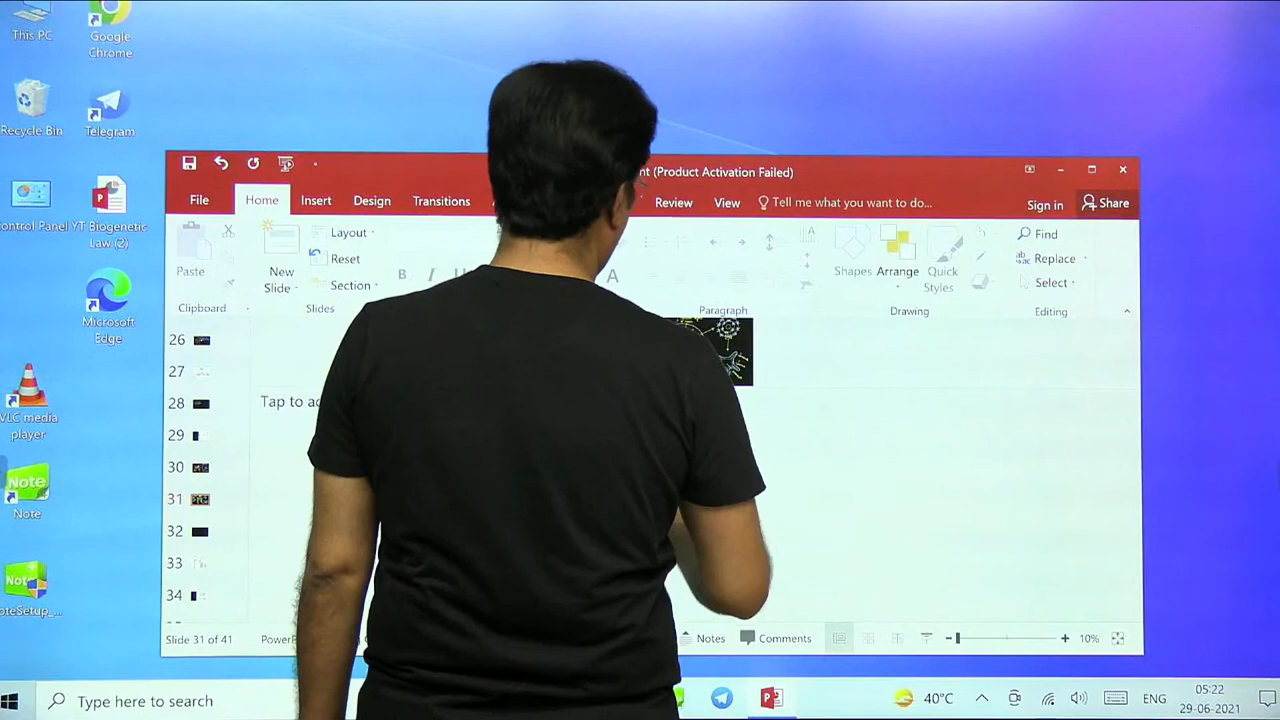 This PC
Google
Chrome
Recycle Bin
Telegram
ontrol Panel
YT Biogenetic
Law (2)
Microsoft
Edge
VLC media
player
Note
Note
Not
oteSetup_...
nt (Product Activation Failed)
File
Home
Insert
Design
Transitions
Review
View
Tell me what you want to do...
Sign in
Share
Paste
Clipboard
New
Slide
Layout
Reset
Section
Slides
B I U
A
Paragraph
Shapes
Arrange
Quick
Styles
Drawing
Find
Replace
Select
Editing
26
27
28
29
30
31
32
33
34
Tap to ad
Slide 31 of 41
PowerP
Notes
Comments
10%
Type here to search
40°C
ENG
05:22
29-06-2021